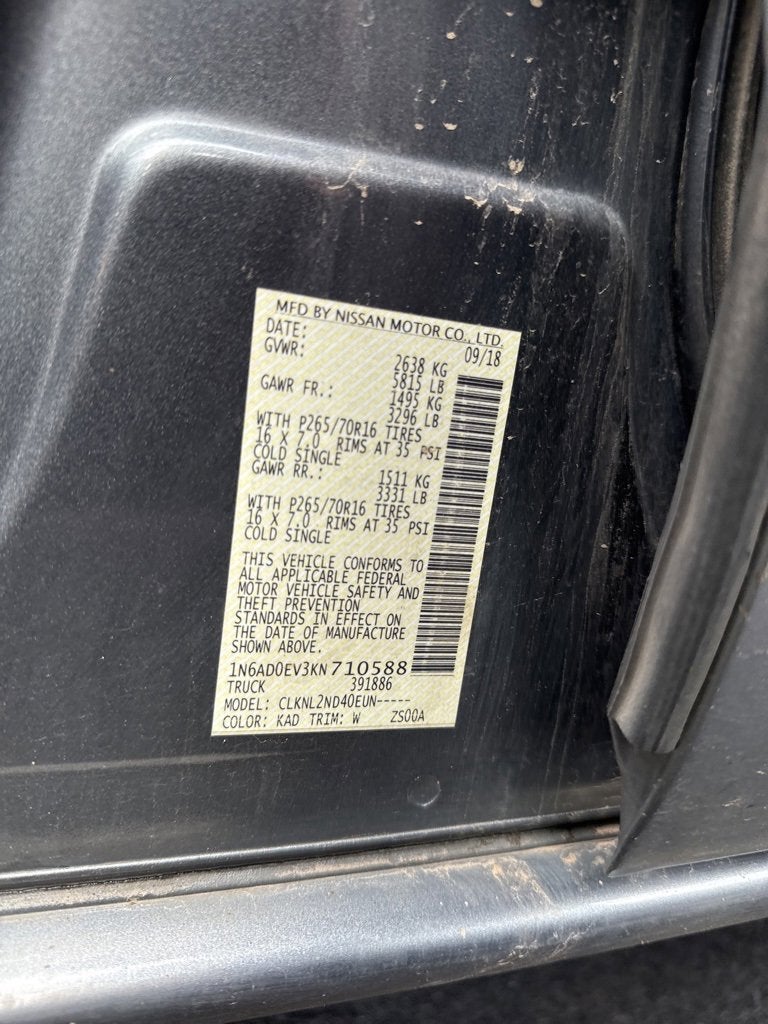 MFD BY NISSAN MOTOR CO., LTD.
DATE: 09/18
GVWR: 2638 KG
5815 LB
GAWR FR.: 1495 KG
3296 LB
WITH P265/70R16 TIRES
16 X 7.0 RIMS AT 35 PSI
COLD SINGLE
GAWR RR.: 1511 KG
3331 LB
WITH P265/70R16 TIRES
16 X 7.0 RIMS AT 35 PSI
COLD SINGLE
THIS VEHICLE CONFORMS TO
ALL APPLICABLE FEDERAL
MOTOR VEHICLE SAFETY AND
THEFT PREVENTION
STANDARDS IN EFFECT ON
THE DATE OF MANUFACTURE
SHOWN ABOVE.
1N6AD0EV3KN710588
TRUCK 391886
MODEL: CLKNL2ND40EUN-----
COLOR: KAD TRIM: W ZS00A